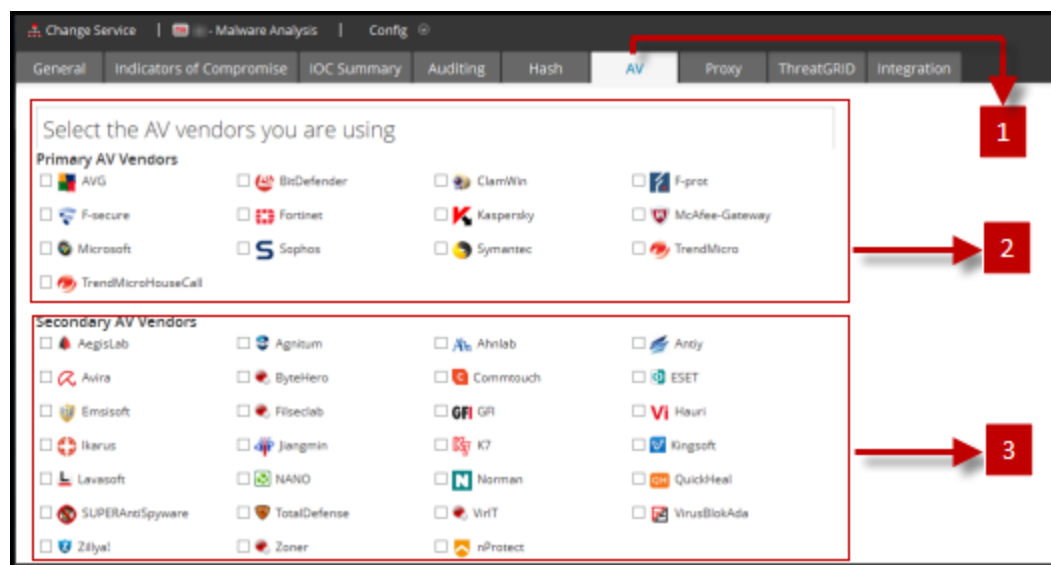 Change Service | - Malware Analysis | Config
General Indicators of Compromise IOC Summary Auditing Hash AV Proxy ThreatGRID Integration
1
Select the AV vendors you are using
Primary AV Vendors
AVG BitDefender ClamWin F-prot
F-secure Fortinet Kaspersky McAfee-Gateway
Microsoft Sophos Symantec TrendMicro
2
TrendMicroHouseCall
Secondary AV Vendors
AegisLab Agnitum Ahnlab Antiy
Avira ByteHero Commtouch ESET
Emsisoft Filseclab GFI GFI Hauri
Ikarus Jiangmin K7 Kingsoft
3
Lavasoft NANO Norman QuickHeal
SUPERAntiSpyware TotalDefense VirIT VirusBlokAda
Zillya! Zoner nProtect